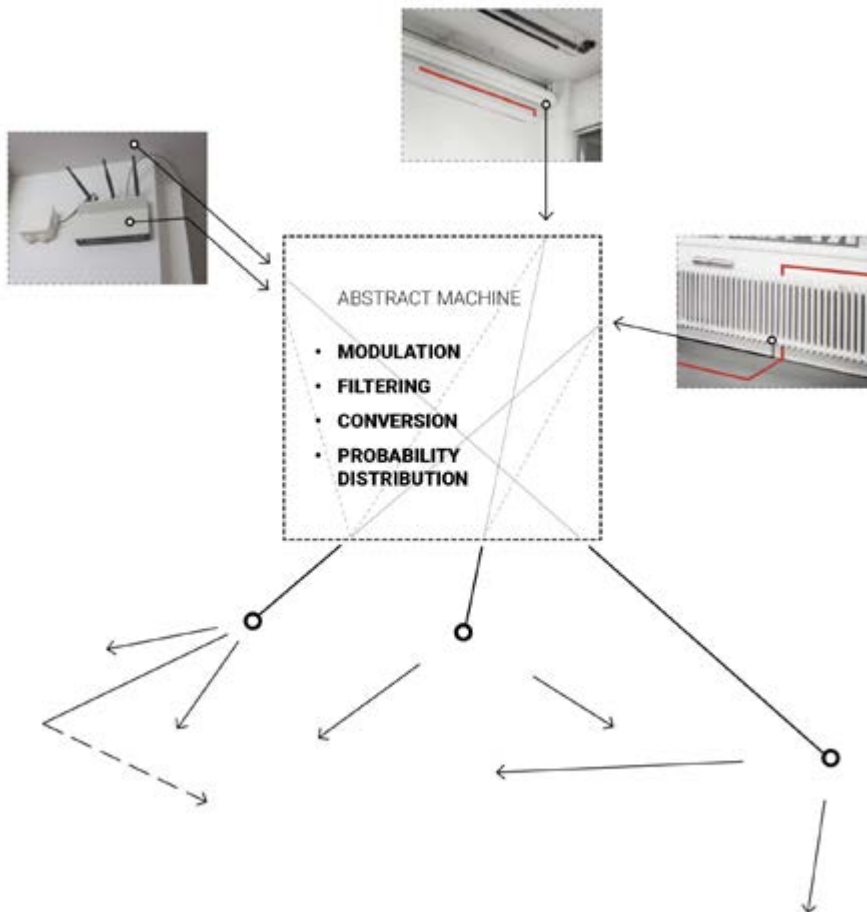 ABSTRACT MACHINE
• MODULATION
• FILTERING
• CONVERSION
• PROBABILITY
DISTRIBUTION